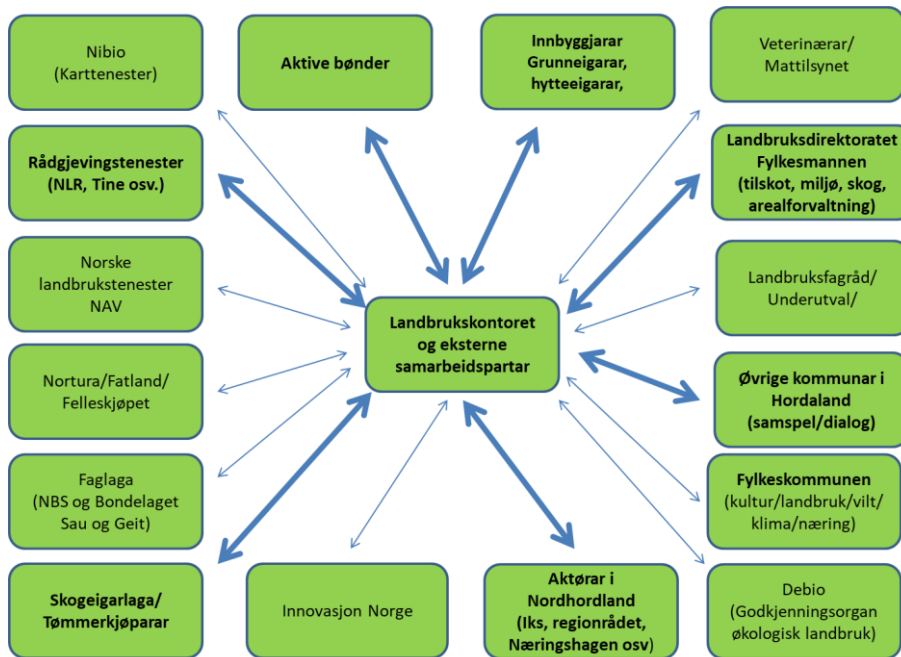 Nibio
(Karttenester)
Aktive bønder
Innbyggjarar
Grunneigarar,
hytteeigarar,
Veterinærar/
Mattilsynet
Rådgjevingstenester
(NLR, Tine osv.)
Landbruksdirektoratet
Fylkesmannen
(tilskot, miljø, skog,
arealforvaltning)
Norske
landbrukstenester
NAV
Landbrukskontoret
og eksterne
samarbeidspartar
Landbruksfagråd/
Underutval/
Nortura/Fatland/
Felleskjøpet
Øvrige kommunar i
Hordaland
(samspel/dialog)
Faglaga
(NBS og Bondelaget
Sau og Geit)
Fylkeskommunen
(kultur/landbruk/vilt/
klima/næring)
Skogeigarlaga/
Tømmerkjøparar
Innovasjon Norge
Aktørar i
Nordhordland
(Iks, regionrådet,
Næringshagen osv)
Debio
(Godkjenningsorgan
økologisk landbruk)